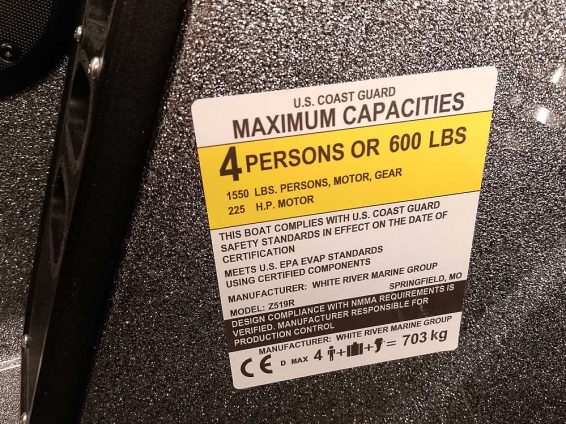 U.S. COAST GUARD
MAXIMUM CAPACITIES
4 PERSONS OR 600 LBS
1550 LBS. PERSONS, MOTOR, GEAR
225 H.P. MOTOR
THIS BOAT COMPLIES WITH U.S. COAST GUARD
SAFETY STANDARDS IN EFFECT ON THE DATE OF
CERTIFICATION
MEETS U.S. EPA EVAP STANDARDS
USING CERTIFIED COMPONENTS
MANUFACTURER: WHITE RIVER MARINE GROUP
MODEL: Z519R SPRINGFIELD, MO
DESIGN COMPLIANCE WITH NMMA REQUIREMENTS IS
VERIFIED. MANUFACTURER RESPONSIBLE FOR
PRODUCTION CONTROL
MANUFACTURER: WHITE RIVER MARINE GROUP
CE D MAX 4 + + = 703 kg